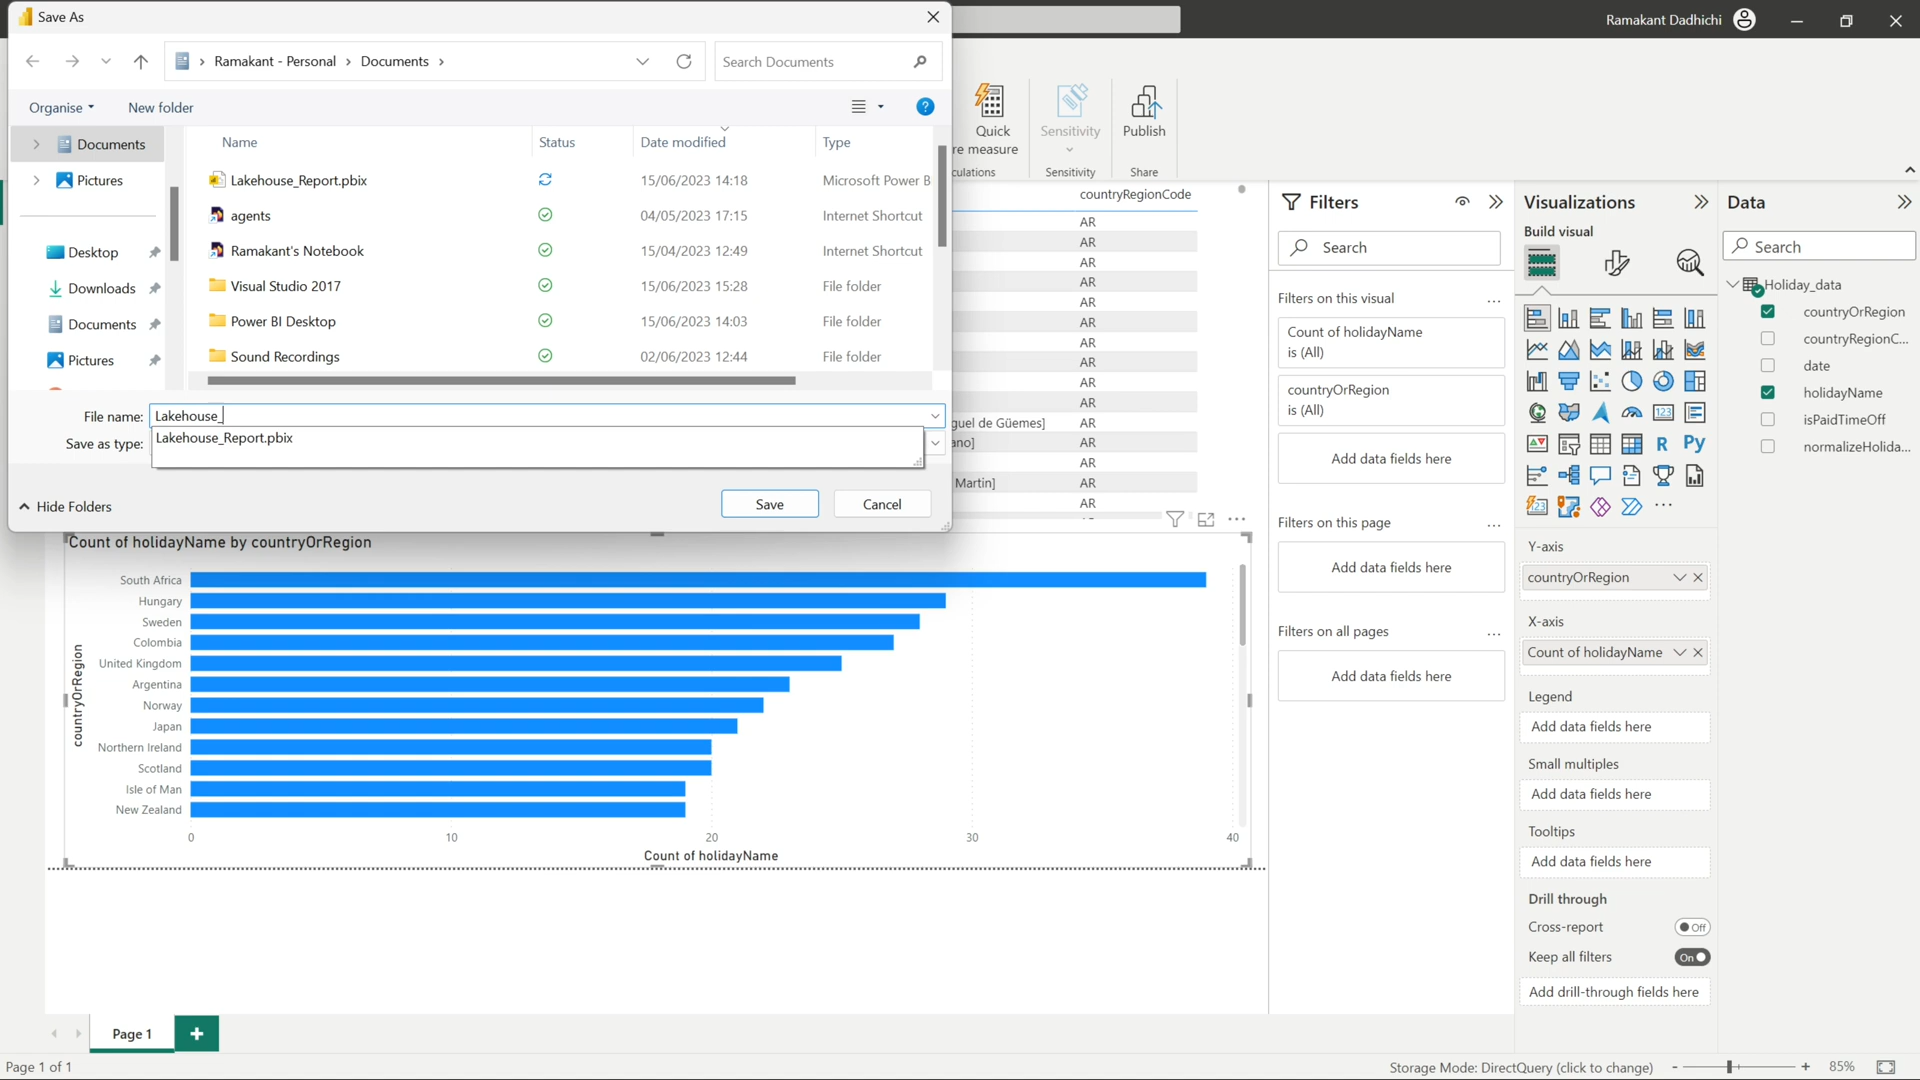 Save As
Ramakant Dadhichi
Ramakant - Personal
Documents
Search Documents
Organise
New folder
?
Documents
Pictures
Desktop
Downloads
Documents
Pictures
Name
Status
Date modified
Type
Lakehouse_Report.pbix
15/06/2023 14:18
Microsoft Power B
agents
04/05/2023 17:15
Internet Shortcut
Ramakant's Notebook
15/04/2023 12:49
Internet Shortcut
Visual Studio 2017
15/06/2023 15:28
File folder
Power BI Desktop
15/06/2023 14:03
File folder
Sound Recordings
02/06/2023 12:44
File folder
File name:
Lakehouse_
Save as type:
Lakehouse_Report.pbix
Hide Folders
Save
Cancel
Quick
re measure
culations
Sensitivity
Sensitivity
Publish
Share
countryRegionCode
AR
AR
AR
AR
AR
AR
AR
AR
AR
AR
guel de Güemes]
AR
ano]
AR
AR
Martin]
AR
AR
Count of holidayName by countryOrRegion
countryOrRegion
South Africa
Hungary
Sweden
Colombia
United Kingdom
Argentina
Norway
Japan
Northern Ireland
Scotland
Isle of Man
New Zealand
0
10
20
30
40
Count of holidayName
Filters
Search
Filters on this visual
...
Count of holidayName
is (All)
countryOrRegion
is (All)
Add data fields here
Filters on this page
...
Add data fields here
Filters on all pages
...
Add data fields here
Visualizations
Build visual
123
R
Py
123
...
Y-axis
countryOrRegion
X-axis
Count of holidayName
Legend
Add data fields here
Small multiples
Add data fields here
Tooltips
Add data fields here
Drill through
Cross-report
Off
Keep all filters
On
Add drill-through fields here
Data
Search
Holiday_data
countryOrRegion
countryRegionC...
date
holidayName
isPaidTimeOff
normalizeHolida...
Page 1
+
Page 1 of 1
Storage Mode: DirectQuery (click to change)
-
+
85%